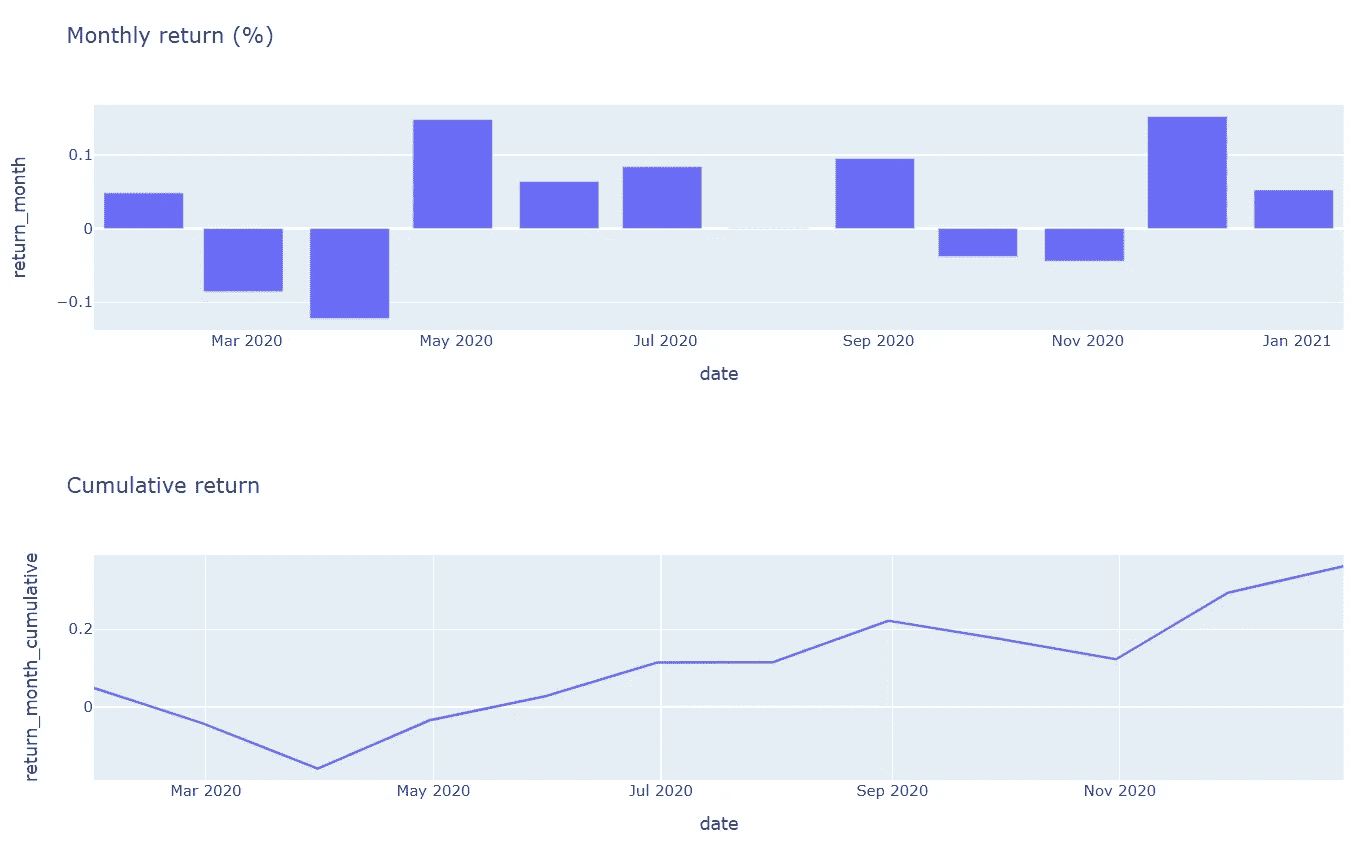 Monthly return (%)
return_month
0.1
0
−0.1
Mar 2020 May 2020 Jul 2020 Sep 2020 Nov 2020 Jan 2021
date
Cumulative return
return_month_cumulative
0.2
0
Mar 2020 May 2020 Jul 2020 Sep 2020 Nov 2020
date